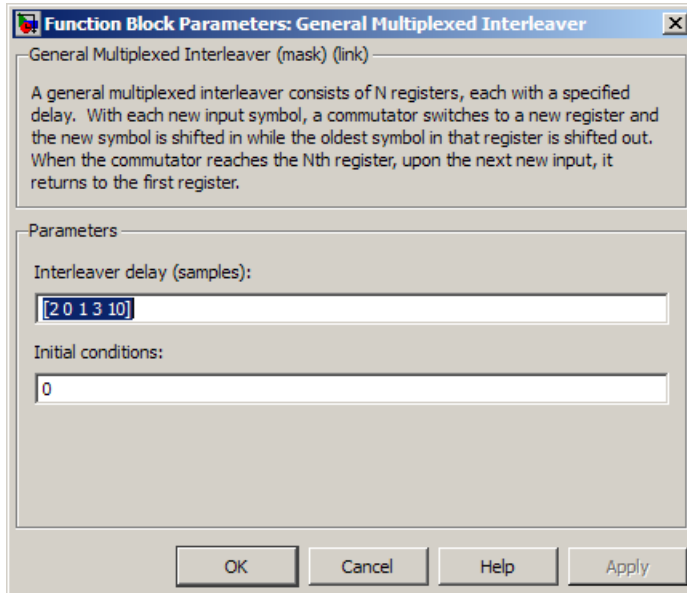 Function Block Parameters: General Multiplexed Interleaver
General Multiplexed Interleaver (mask) (link)
A general multiplexed interleaver consists of N registers, each with a specified
delay. With each new input symbol, a commutator switches to a new register and
the new symbol is shifted in while the oldest symbol in that register is shifted out.
When the commutator reaches the Nth register, upon the next new input, it
returns to the first register.
Parameters
Interleaver delay (samples):
[2 0 1 3 10]
Initial conditions:
0
OK Cancel Help Apply